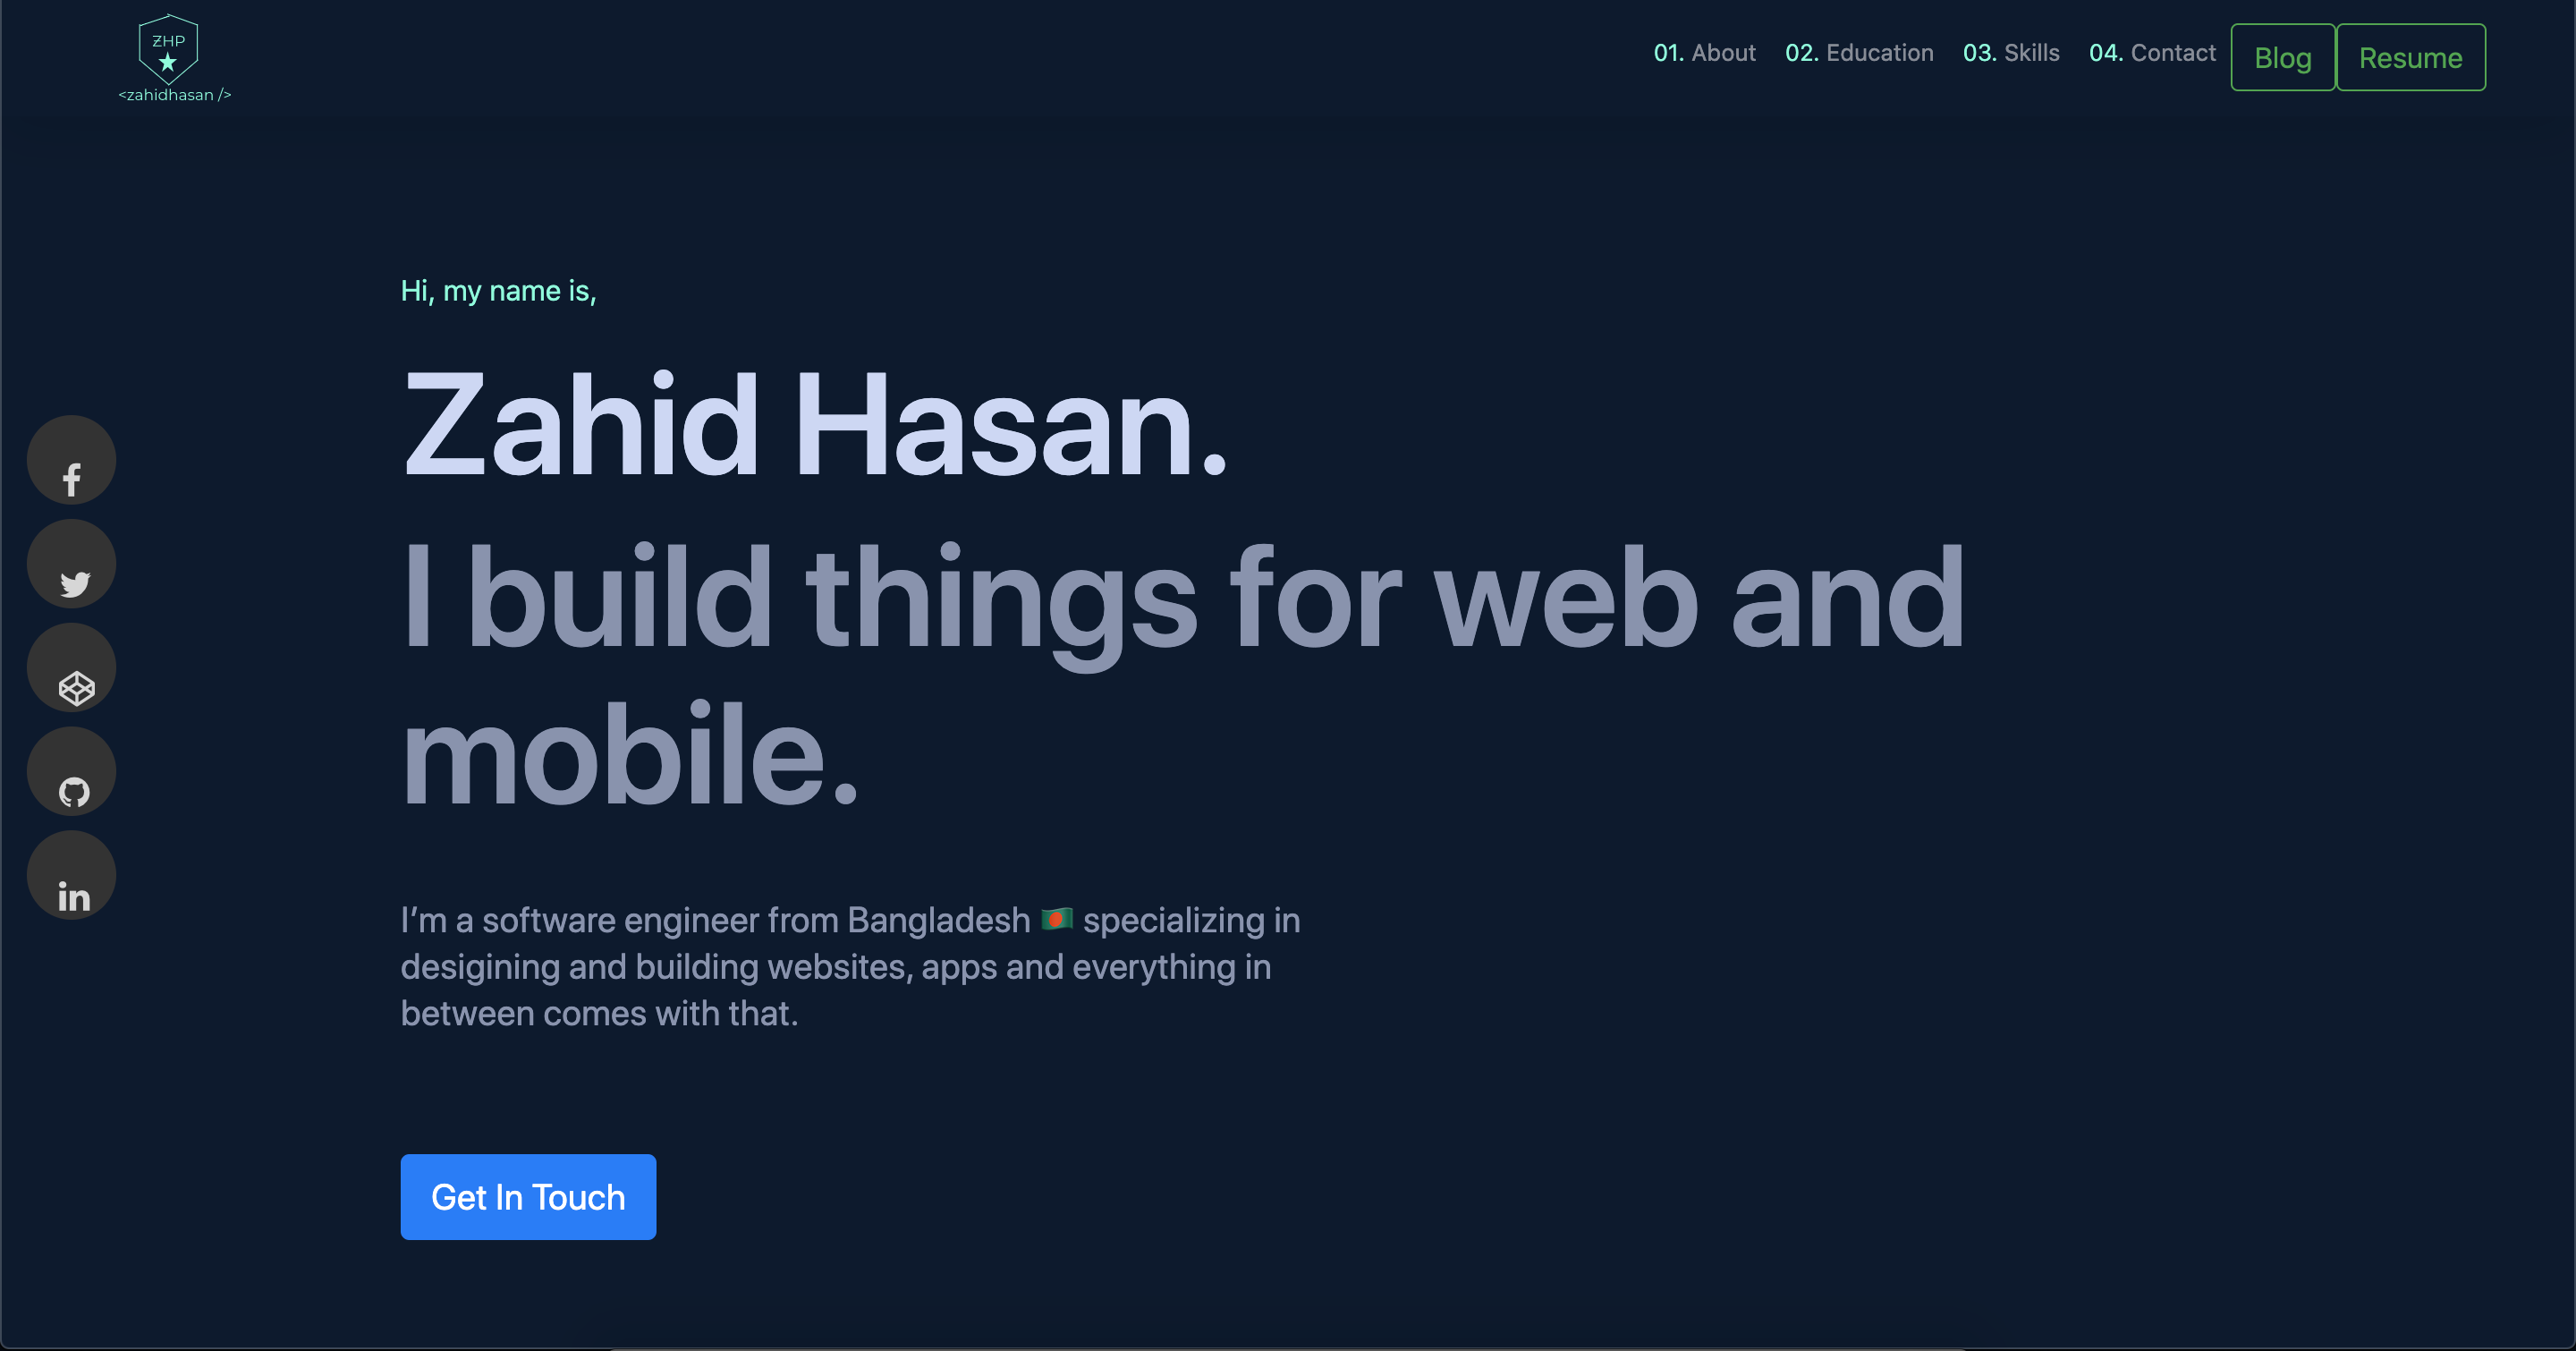 ZHP
<zahidhasan />
01. About 02. Education 03. Skills 04. Contact Blog Resume
Hi, my name is,
Zahid Hasan.
I build things for web and
mobile.
I’m a software engineer from Bangladesh 🇧🇩 specializing in
desigining and building websites, apps and everything in
between comes with that.
Get In Touch